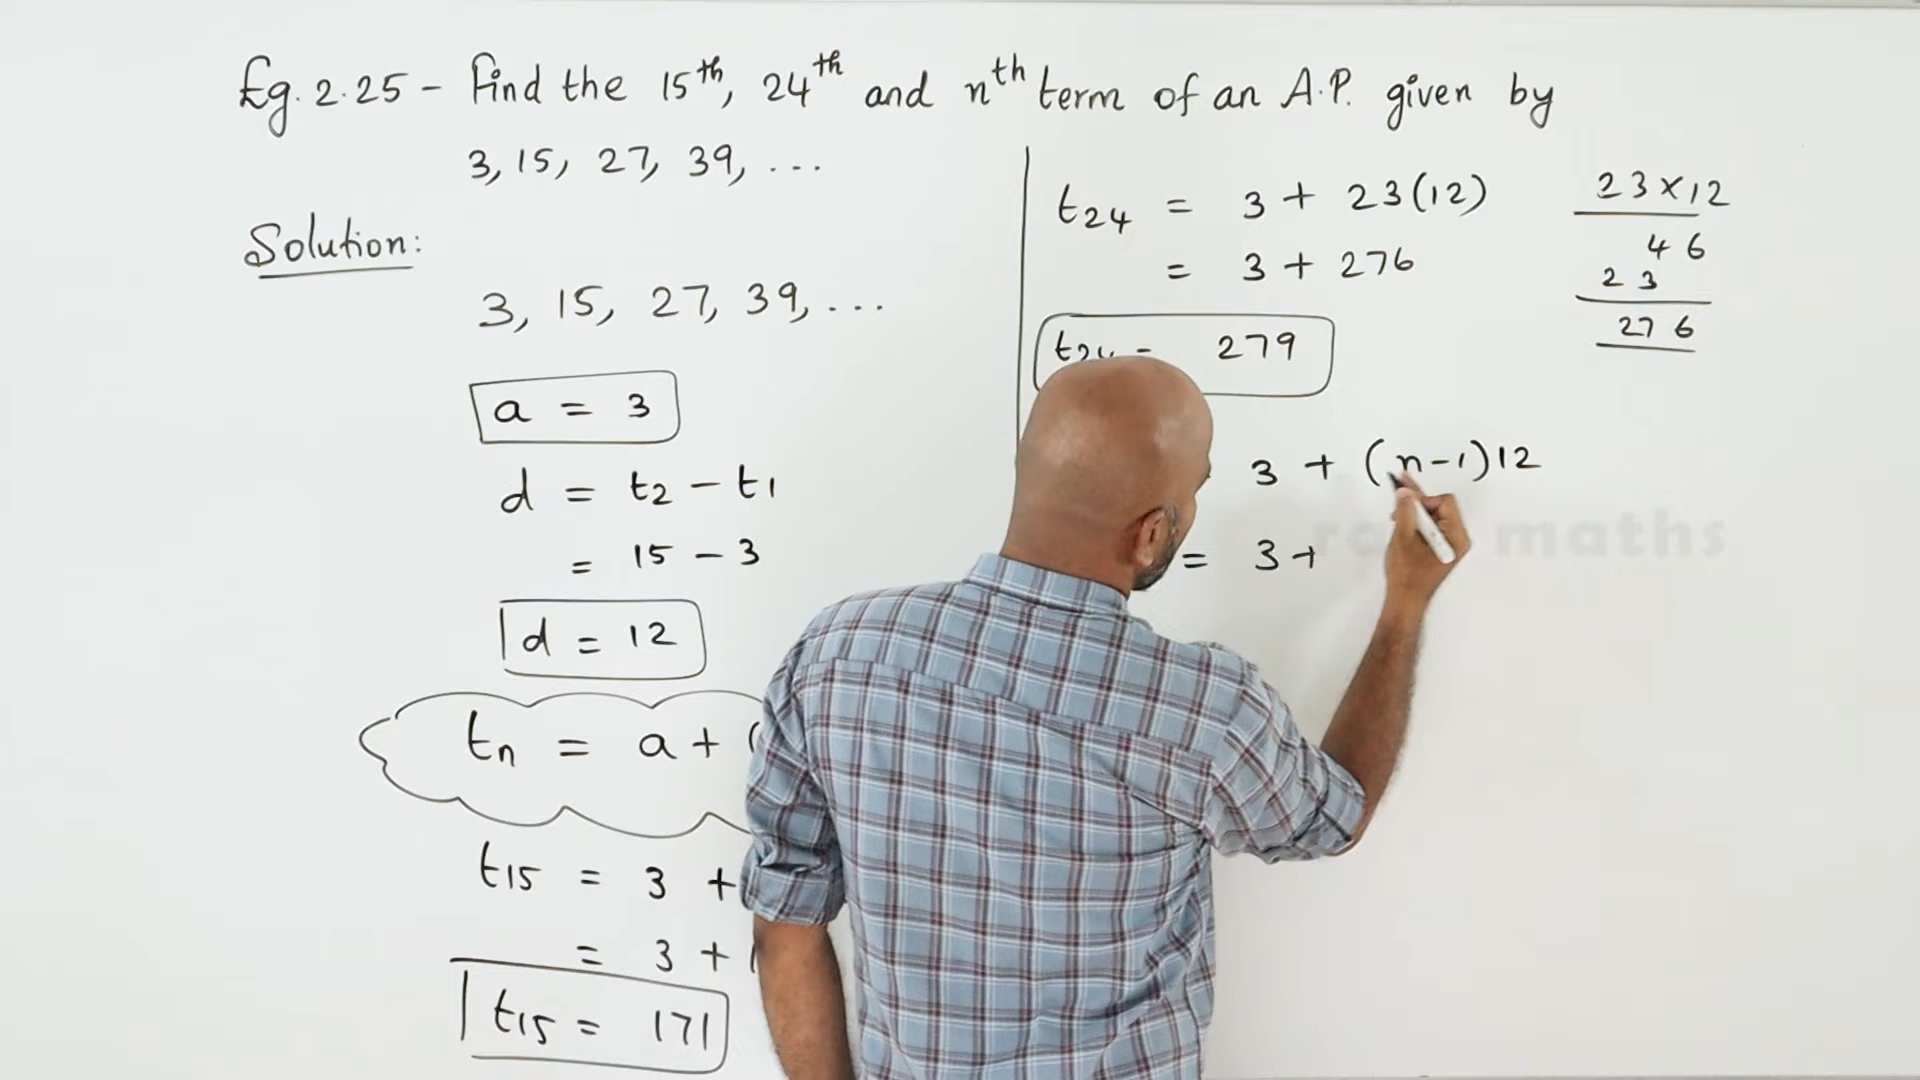 Eg. 2.25 - Find the 15th, 24th and nth term of an A.P. given by
3, 15, 27, 39, ...
Solution:
3, 15, 27, 39, ...
a = 3
d = t2 - t1
= 15 - 3
d = 12
tn = a + (
t15 = 3 +
= 3 +
t15 = 171
t24 = 3 + 23(12)
= 3 + 276
t24 = 279
3 + (n-1)12
= 3 +
23 x 12
46
23
276
maths